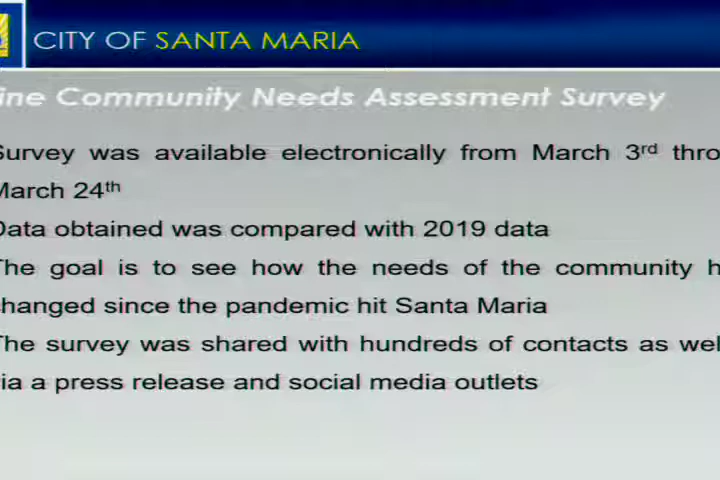 CITY OF SANTA MARIA
ine Community Needs Assessment Survey
Survey was available electronically from March 3rd thro
March 24th
Data obtained was compared with 2019 data
The goal is to see how the needs of the community h
hanged since the pandemic hit Santa Maria
The survey was shared with hundreds of contacts as wel
ia a press release and social media outlets